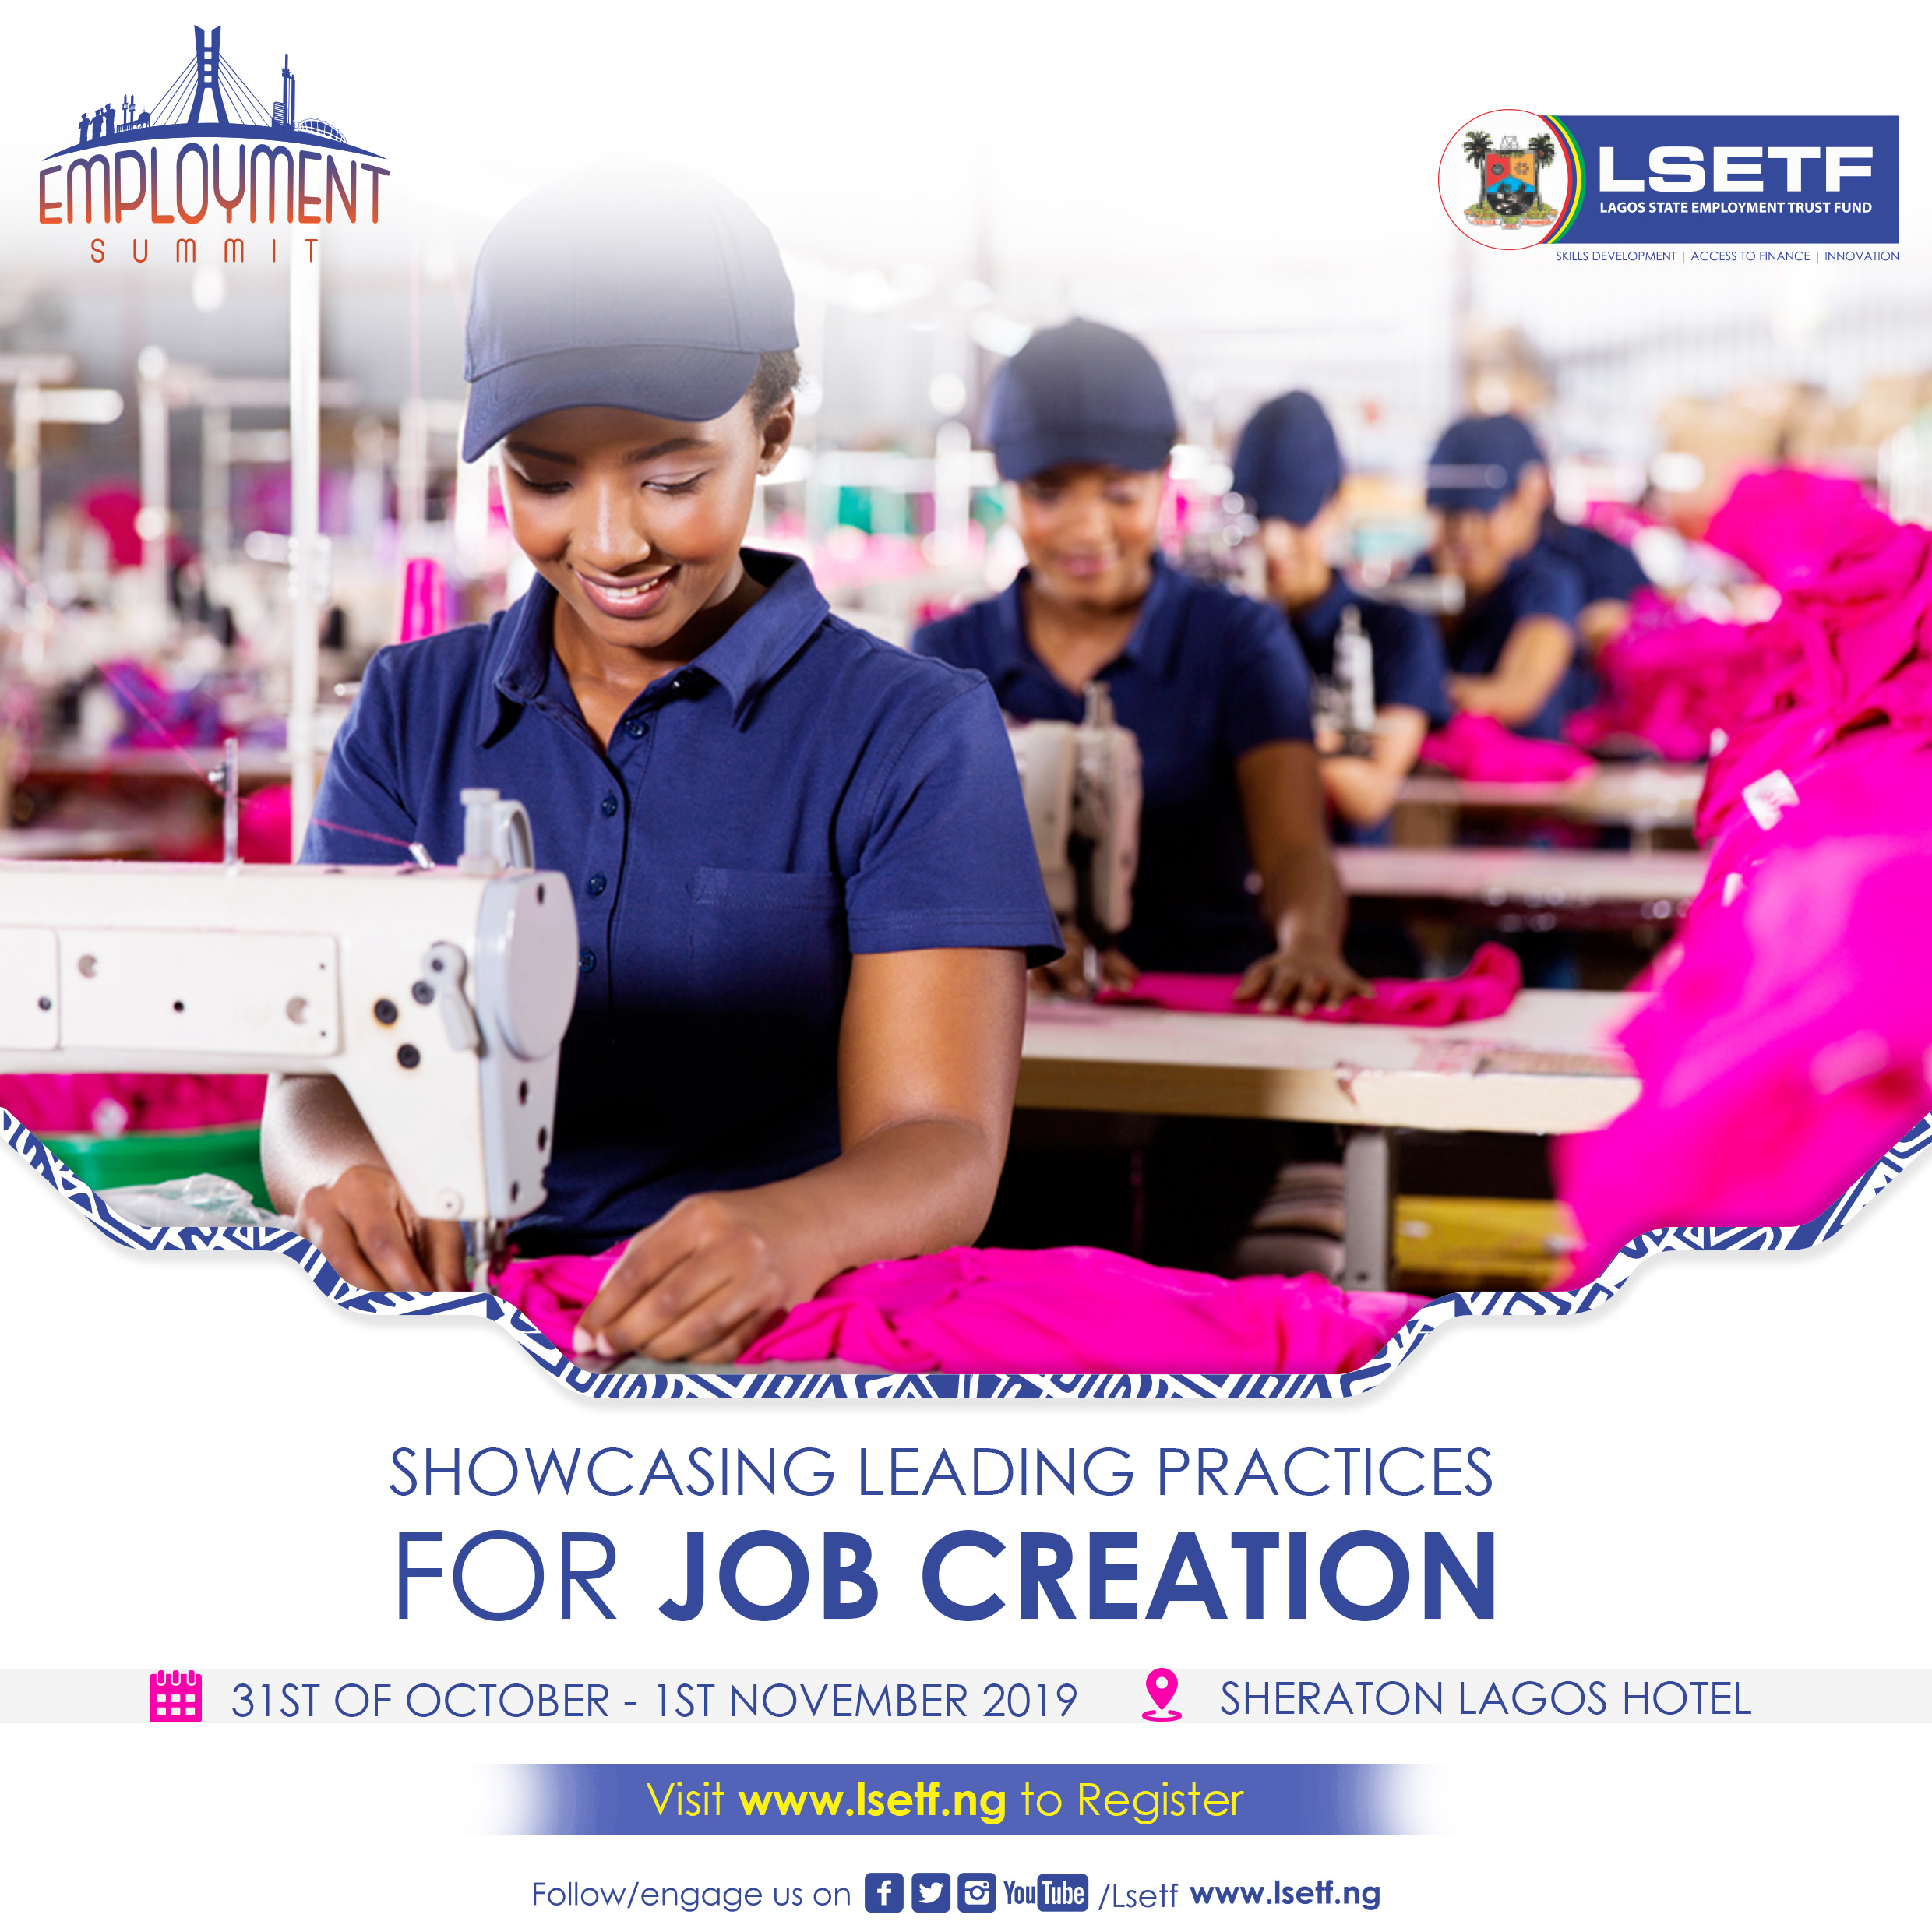 EMPLOYMENT
SUMMIT
LSETF
LAGOS STATE EMPLOYMENT TRUST FUND
SKILLS DEVELOPMENT | ACCESS TO FINANCE | INNOVATION
SHOWCASING LEADING PRACTICES
FOR JOB CREATION
31ST OF OCTOBER - 1ST NOVEMBER 2019 SHERATON LAGOS HOTEL
Visit www.lsetf.ng to Register
Follow/engage us on f YouTube /Lsetf www.lsetf.ng